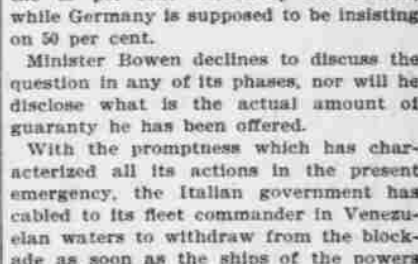 while Germany is supposed to be insisting
on 50 per cent.
Minister Bowen declines to discuss the
question in any of its phases, nor will he
disclose what is the actual amount of
guaranty he has been offered.
With the promptness which has char-
acterized all its actions in the present
emergency, the Italian government has
cabled to its fleet commander in Venezu-
elan waters to withdraw from the block-
ade as soon as the ships of the powers